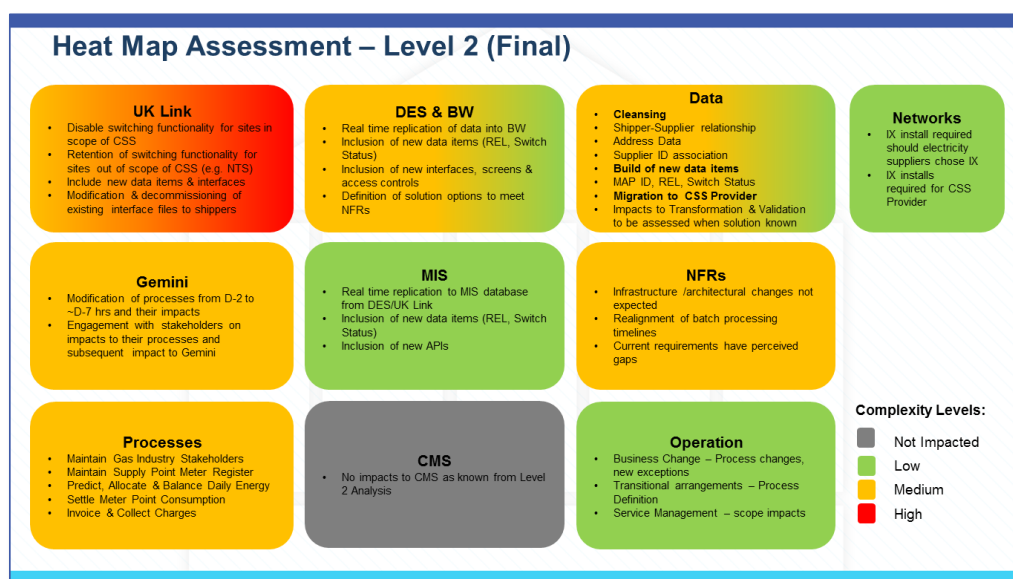 Heat Map Assessment – Level 2 (Final)
UK Link
• Disable switching functionality for sites in
scope of CSS
• Retention of switching functionality for
sites out of scope of CSS (e.g. NTS)
• Include new data items & interfaces
• Modification & decommissioning of
existing interface files to shippers
DES & BW
• Real time replication of data into BW
• Inclusion of new data items (REL, Switch
Status)
• Inclusion of new interfaces, screens &
access controls
• Definition of solution options to meet
NFRs
Data
• Cleansing
• Shipper-Supplier relationship
• Address Data
• Supplier ID association
• Build of new data items
• MAP ID, REL, Switch Status
• Migration to CSS Provider
• Impacts to Transformation & Validation
to be assessed when solution known
Networks
• IX install required
should electricity
suppliers chose IX
• IX installs
required for CSS
Provider
Gemini
• Modification of processes from D-2 to
~D-7 hrs and their impacts
• Engagement with stakeholders on
impacts to their processes and
subsequent impact to Gemini
MIS
• Real time replication to MIS database
from DES/UK Link
• Inclusion of new data items (REL, Switch
Status)
• Inclusion of new APIs
NFRs
• Infrastructure /architectural changes not
expected
• Realignment of batch processing
timelines
• Current requirements have perceived
gaps
Processes
• Maintain Gas Industry Stakeholders
• Maintain Supply Point Meter Register
• Predict, Allocate & Balance Daily Energy
• Settle Meter Point Consumption
• Invoice & Collect Charges
CMS
• No impacts to CMS as known from Level
2 Analysis
Operation
• Business Change – Process changes,
new exceptions
• Transitional arrangements – Process
Definition
• Service Management – scope impacts
Complexity Levels:
Not Impacted
Low
Medium
High